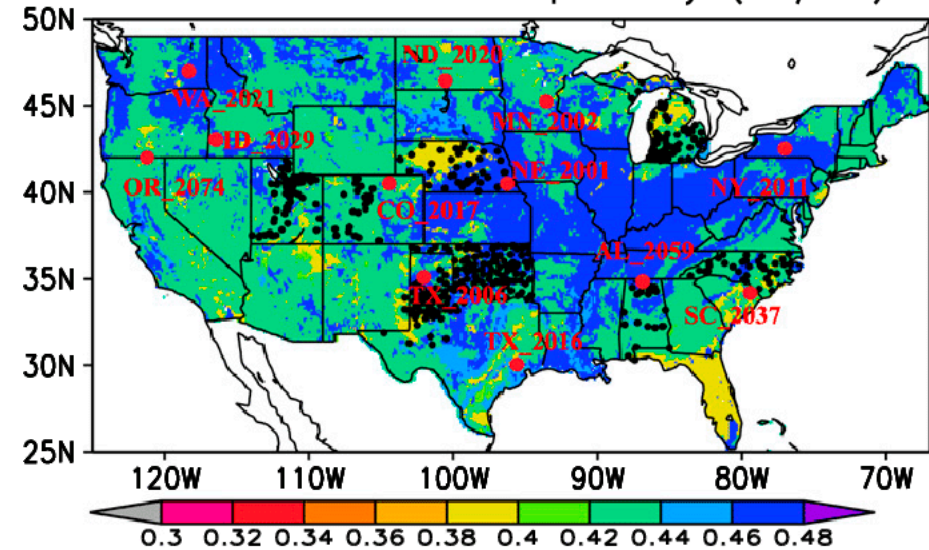 50N
ND_2020
45N
WA_2021
MN_2002
ID_2029
NE_2001
OR_2074
NY_2011
40N
CO_2017
AL_2059
35N
TX_2006
SC_2037
TX_2016
30N
25N
120W 110W 100W 90W 80W 70W
0.3 0.32 0.34 0.36 0.38 0.4 0.42 0.44 0.46 0.48